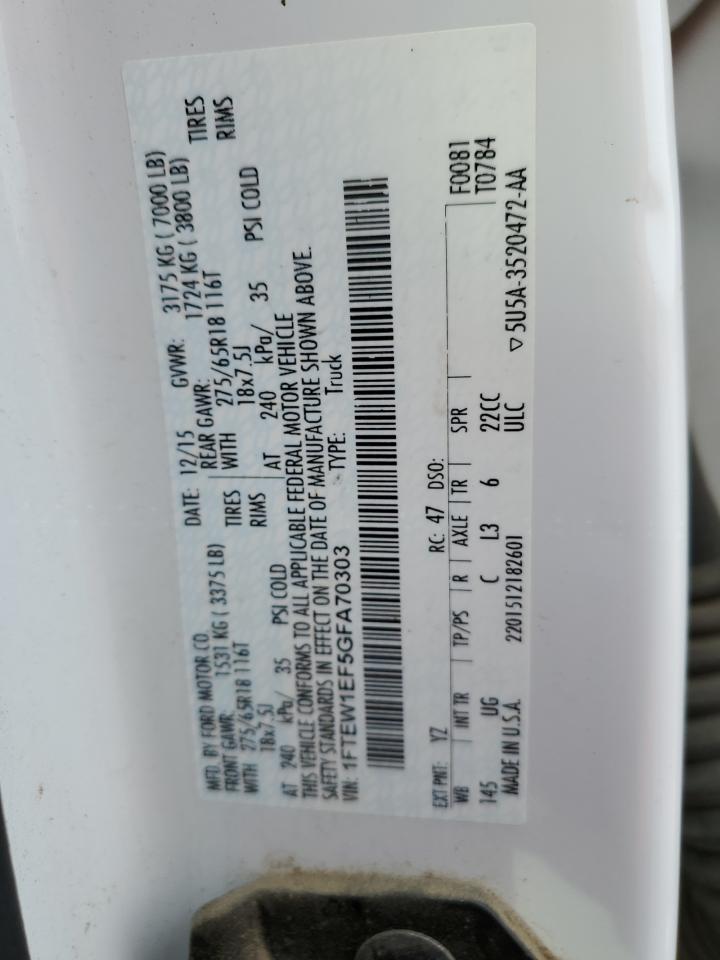 MFD. BY FORD MOTOR CO. DATE: 12/15 GVWR: 3175 KG ( 7000 LB)
FRONT GAWR: 1531 KG ( 3375 LB) REAR GAWR: 1724 KG ( 3800 LB)
WITH 275/65R18 116T TIRES WITH 275/65R18 116T TIRES
18x7.5J RIMS 18x7.5J RIMS
AT 240 kPa/ 35 PSI COLD AT 240 kPa/ 35 PSI COLD
THIS VEHICLE CONFORMS TO ALL APPLICABLE FEDERAL MOTOR VEHICLE
SAFETY STANDARDS IN EFFECT ON THE DATE OF MANUFACTURE SHOWN ABOVE.
VIN: 1FTEW1EF5GFA70303 TYPE: Truck
EXT PNT: YZ RC: 47 DSO: F0081
WB INT TR TP/PS R AXLE TR SPR T0784
145 UG C L3 6 22CC
MADE IN U.S.A. 2201512182601 ULC ▽5U5A-3520472-AA